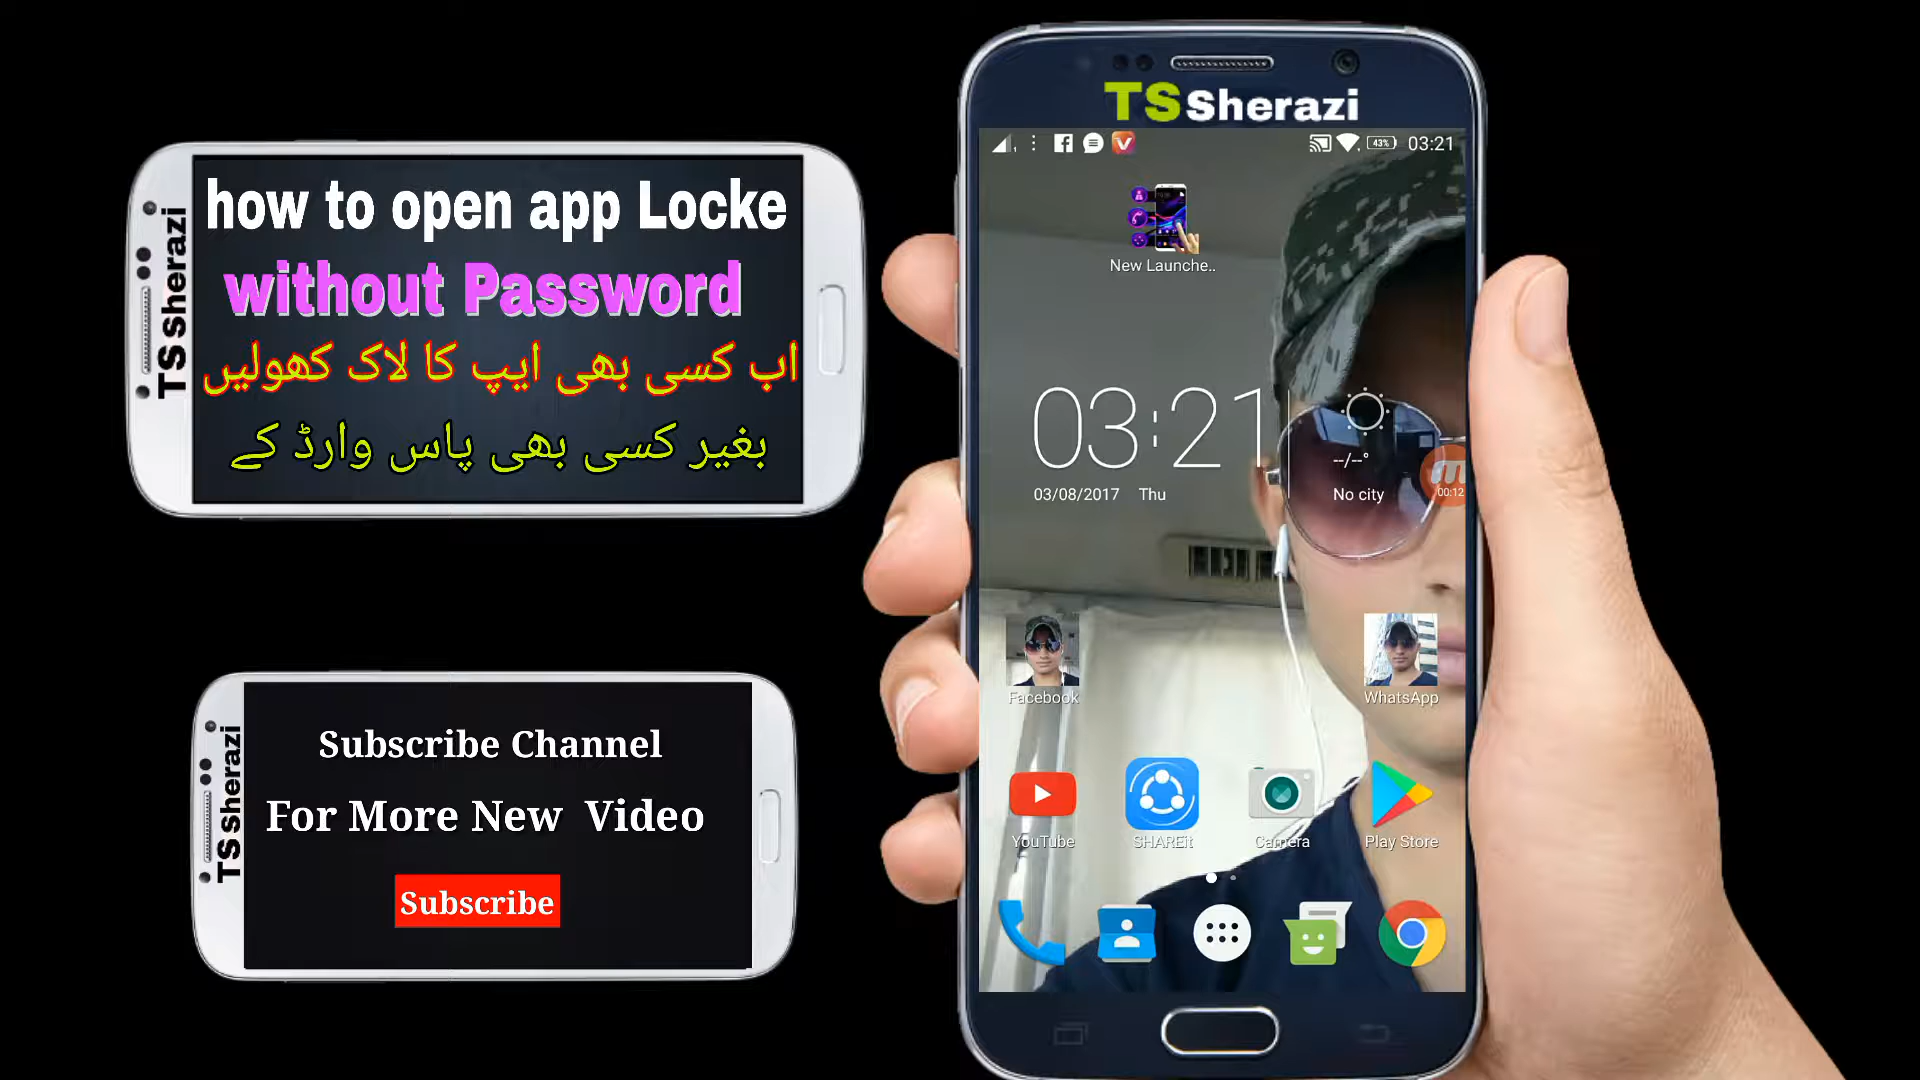 TS Sherazi
how to open app Locke
without Password
اب کسی بھی ایپ کا لاک کھولیں
بغیر کسی بھی پاس وارڈ کے
TS Sherazi
Subscribe Channel
For More New Video
Subscribe
TS Sherazi
43% 03:21
New Launche..
03:21
--/--°
03/08/2017 Thu
No city
00:12
Facebook
WhatsApp
YouTube
SHAREit
Camera
Play Store